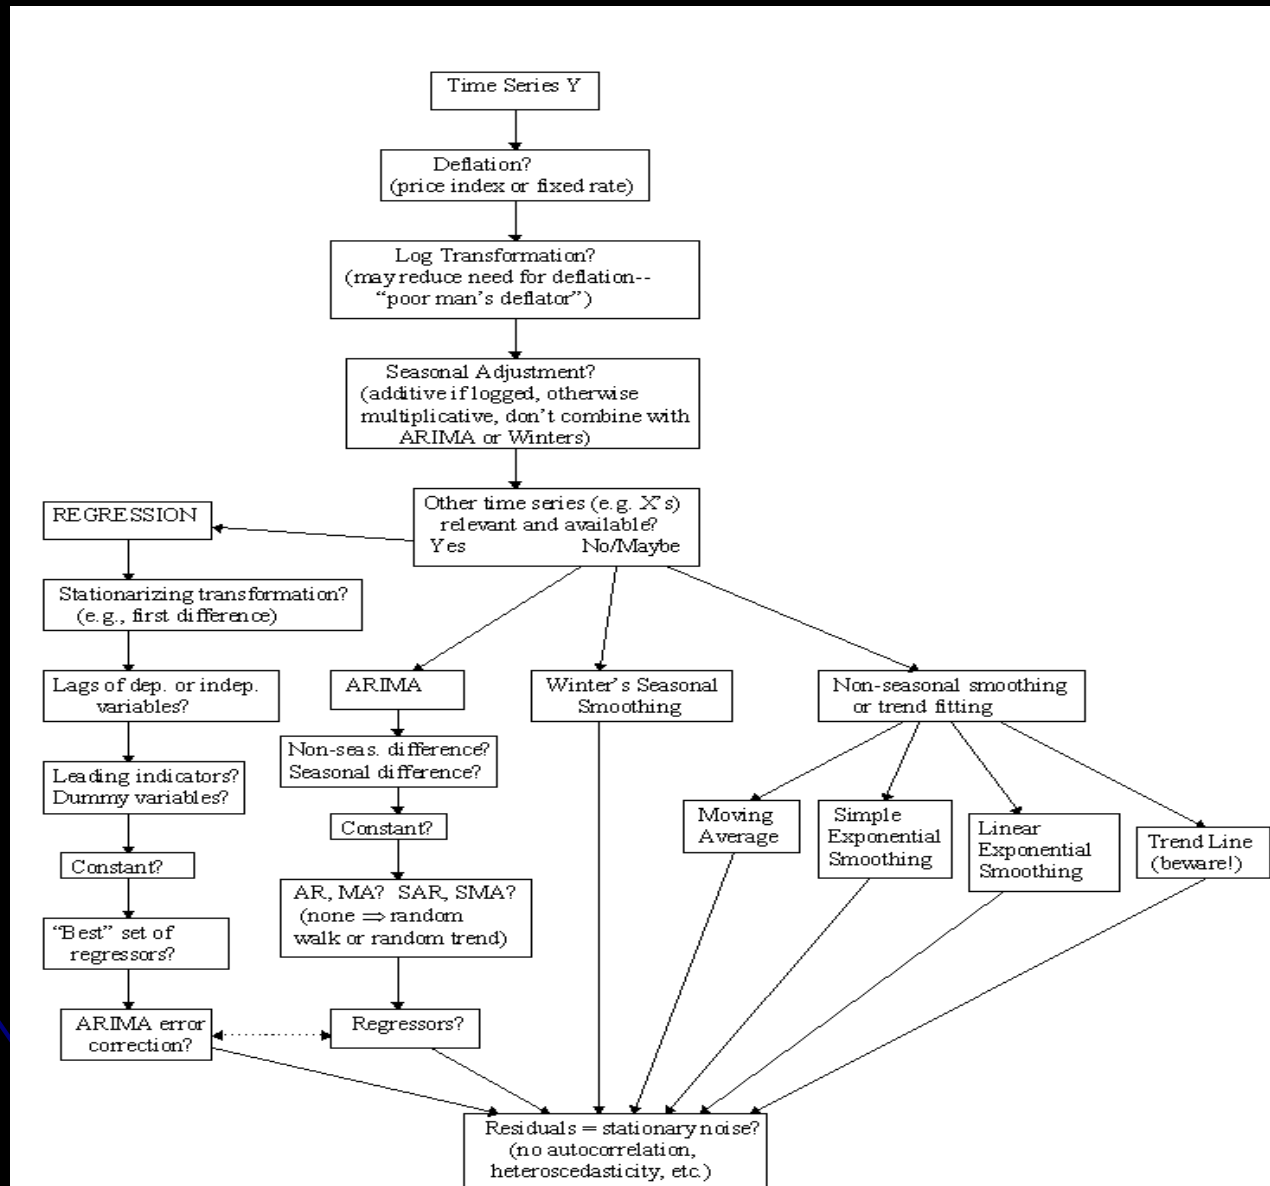 Time Series Y
Deflation?
(price index or fixed rate)
Log Transformation?
(may reduce need for deflation--
“poor man’s deflator”)
Seasonal Adjustment?
(additive if logged, otherwise
multiplicative, don’t combine with
ARIMA or Winters)
Other time series (e.g. X’s)
relevant and available?
Yes No/Maybe
REGRESSION
Stationarizing transformation?
(e.g., first difference)
Lags of dep. or indep.
variables?
Leading indicators?
Dummy variables?
Constant?
“Best” set of
regressors?
ARIMA error
correction?
ARIMA
Non-seas. difference?
Seasonal difference?
Constant?
AR, MA? SAR, SMA?
(none ⇒ random
walk or random trend)
Regressors?
Winter’s Seasonal
Smoothing
Non-seasonal smoothing
or trend fitting
Moving
Average
Simple
Exponential
Smoothing
Linear
Exponential
Smoothing
Trend Line
(beware!)
Residuals = stationary noise?
(no autocorrelation,
heteroscedasticity, etc.)